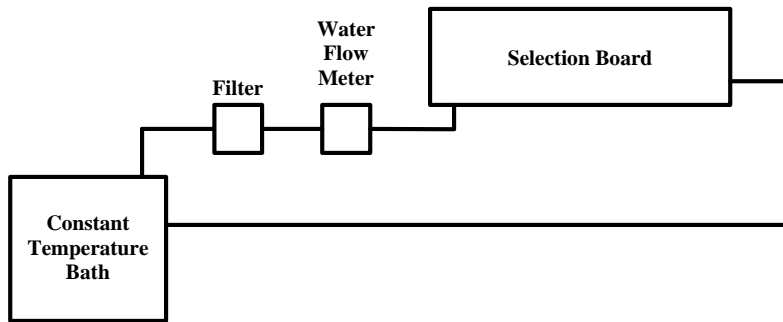 Water
Flow
Meter
Selection Board
Filter
Constant
Temperature
Bath